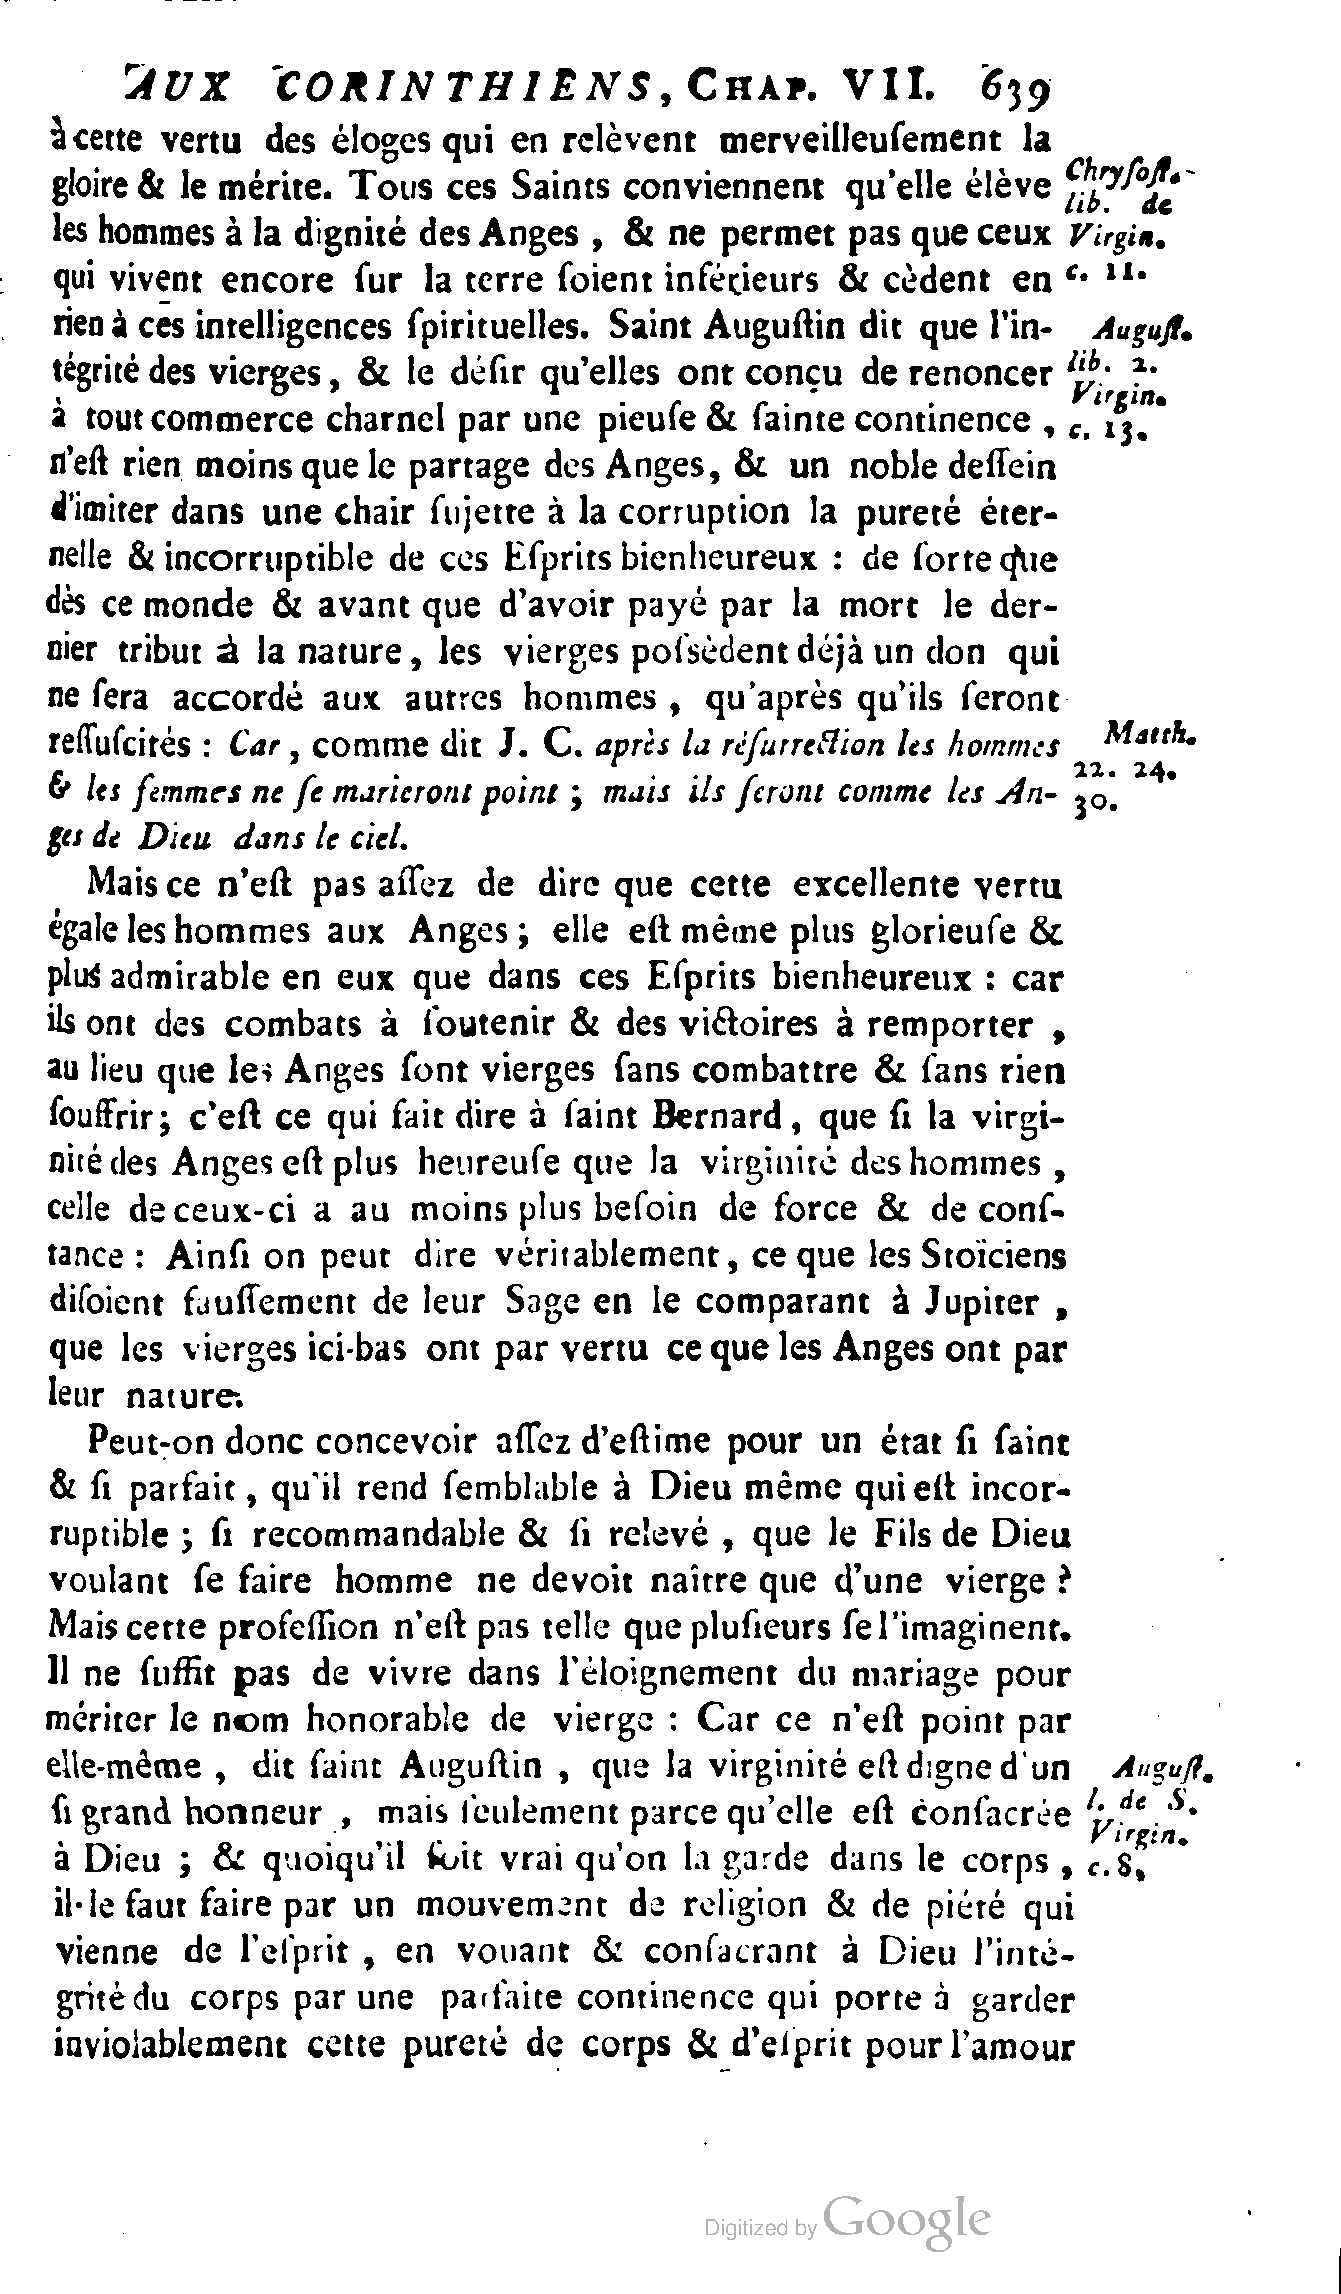 AUX CORINTHIENS, CHAP. VII. 639
à cette vertu des éloges qui en relèvent merveilleuſement la
gloire & le mérite. Tous ces Saints conviennent qu'elle élève
Chryſoſt.
lib. de
les hommes à la dignité des Anges, & ne permet pas que ceux
Virgin.
qui vivent encore ſur la terre ſoient inférieurs & cèdent en
c. 11.
rien à ces intelligences ſpirituelles. Saint Auguſtin dit que l'in-
Auguſt.
tégrité des vierges, & le déſir qu'elles ont conçu de renoncer
lib. 2.
Virgin.
à tout commerce charnel par une pieuſe & ſainte continence,
c. 13.
n'eſt rien moins que le partage des Anges, & un noble deſſein
d'imiter dans une chair ſujette à la corruption la pureté éter-
nelle & incorruptible de ces Eſprits bienheureux : de ſorte que
dès ce monde & avant que d'avoir payé par la mort le der-
nier tribut à la nature, les vierges poſsèdent déjà un don qui
ne ſera accordé aux autres hommes, qu'après qu'ils ſeront
reſſuſcités : Car, comme dit J. C. après la réſurrection les hommes
Matth.
22. 24.
& les femmes ne ſe marieront point ; mais ils ſeront comme les An-
30.
ges de Dieu dans le ciel.
Mais ce n'eſt pas aſſez de dire que cette excellente vertu
égale les hommes aux Anges ; elle eſt même plus glorieuſe &
plus admirable en eux que dans ces Eſprits bienheureux : car
ils ont des combats à ſoutenir & des victoires à remporter,
au lieu que les Anges ſont vierges ſans combattre & ſans rien
ſouffrir ; c'eſt ce qui fait dire à ſaint Bernard, que ſi la virgi-
nité des Anges eſt plus heureuſe que la virginité des hommes,
celle de ceux-ci a au moins plus beſoin de force & de conſ-
tance : Ainſi on peut dire véritablement, ce que les Stoïciens
diſoient fauſſement de leur Sage en le comparant à Jupiter,
que les vierges ici-bas ont par vertu ce que les Anges ont par
leur nature.
Peut-on donc concevoir aſſez d'eſtime pour un état ſi ſaint
& ſi parfait, qu'il rend ſemblable à Dieu même qui eſt incor-
ruptible ; ſi recommandable & ſi relevé, que le Fils de Dieu
voulant ſe faire homme ne devoit naître que d'une vierge ?
Mais cette profeſſion n'eſt pas telle que pluſieurs ſe l'imaginent.
Il ne ſuffit pas de vivre dans l'éloignement du mariage pour
mériter le nom honorable de vierge : Car ce n'eſt point par
elle-même, dit ſaint Auguſtin, que la virginité eſt digne d'un
Auguſt.
ſi grand honneur, mais ſeulement parce qu'elle eſt conſacrée
l. de S.
Virgin.
à Dieu ; & quoiqu'il ſoit vrai qu'on la garde dans le corps,
c. 8,
il le faut faire par un mouvement de religion & de piété qui
vienne de l'eſprit, en vouant & conſacrant à Dieu l'inté-
grité du corps par une parfaite continence qui porte à garder
inviolablement cette pureté de corps & d'eſprit pour l'amour
Digitized by Google